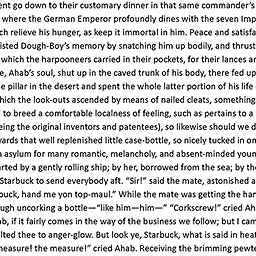 ent go down to their customary dinner in that same commander's
where the German Emperor profoundly dines with the seven Imp
ch relieve his hunger, as keep it immortal in him. Peace and satisfa
isted Dough-Boy's memory by snatching him up bodily, and thrust
which the harpooneers carried in their pockets, for their lances ar
e, Ahab's soul, shut up in the caved trunk of his body, there fed up
e pillar in the desert and spent the whole latter portion of his life
hich the look-outs ascend by means of nailed cleats, something
to breed a comfortable localness of feeling, such as pertains to a
eing the original inventors and patentees), so likewise should we d
ards that well replenished little case-bottle, so nicely tucked in on
n asylum for many romantic, melancholy, and absent-minded youn
arted by a gently rolling ship; by her, borrowed from the sea; by the
Starbuck to send everybody aft. "Sir!" said the mate, astonished a
buck, hand me yon top-maul." While the mate was getting the han
ugh uncorking a bottle—"like him—him—" "Corkscrew!" cried Ah
ab, if it fairly comes in the way of the business we follow; but I cam
lted thee to anger-glow. But look ye, Starbuck, what is said in heat
measure! the measure!" cried Ahab. Receiving the brimming pewte